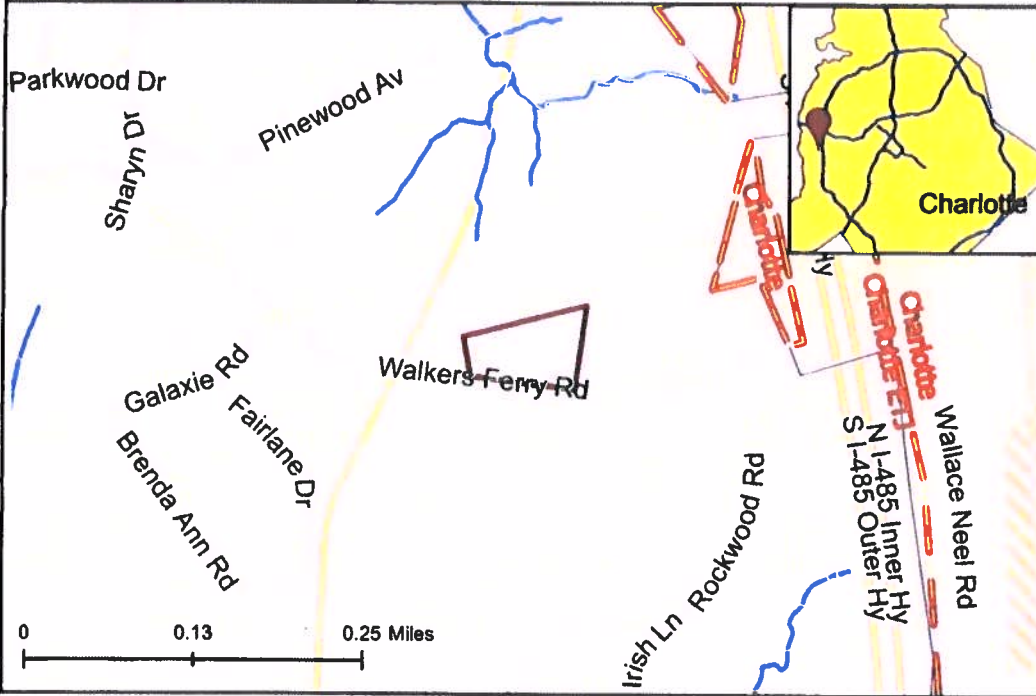 Parkwood Dr
Sharyn Dr
Pinewood Av
Charlotte
Hy
Charlotte
Charlotte
Charlotte ETJ
Walkers Ferry Rd
Galaxie Rd
Fairlane Dr
Brenda Ann Rd
Wallace Neel Rd
N I-485 Inner Hy
S I-485 Outer Hy
Rockwood Rd
Irish Ln
0 0.13 0.25 Miles